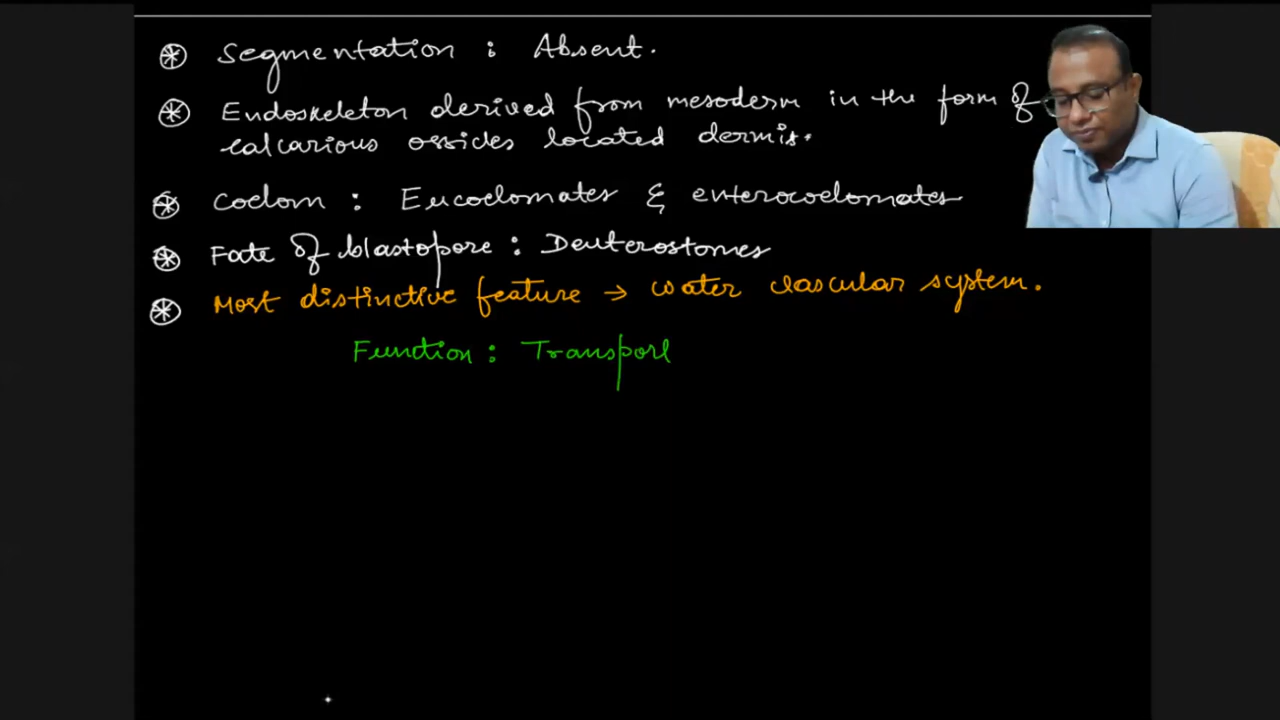 Segmentation : Absent.
Endoskeleton derived from mesoderm in the form of
calcarious ossicles located dermis.
Coelom : Eucoelomates & enterocoelomates
Fate of blastopore : Deuterostomes
Most distinctive feature → water vascular system.
Function : Transport